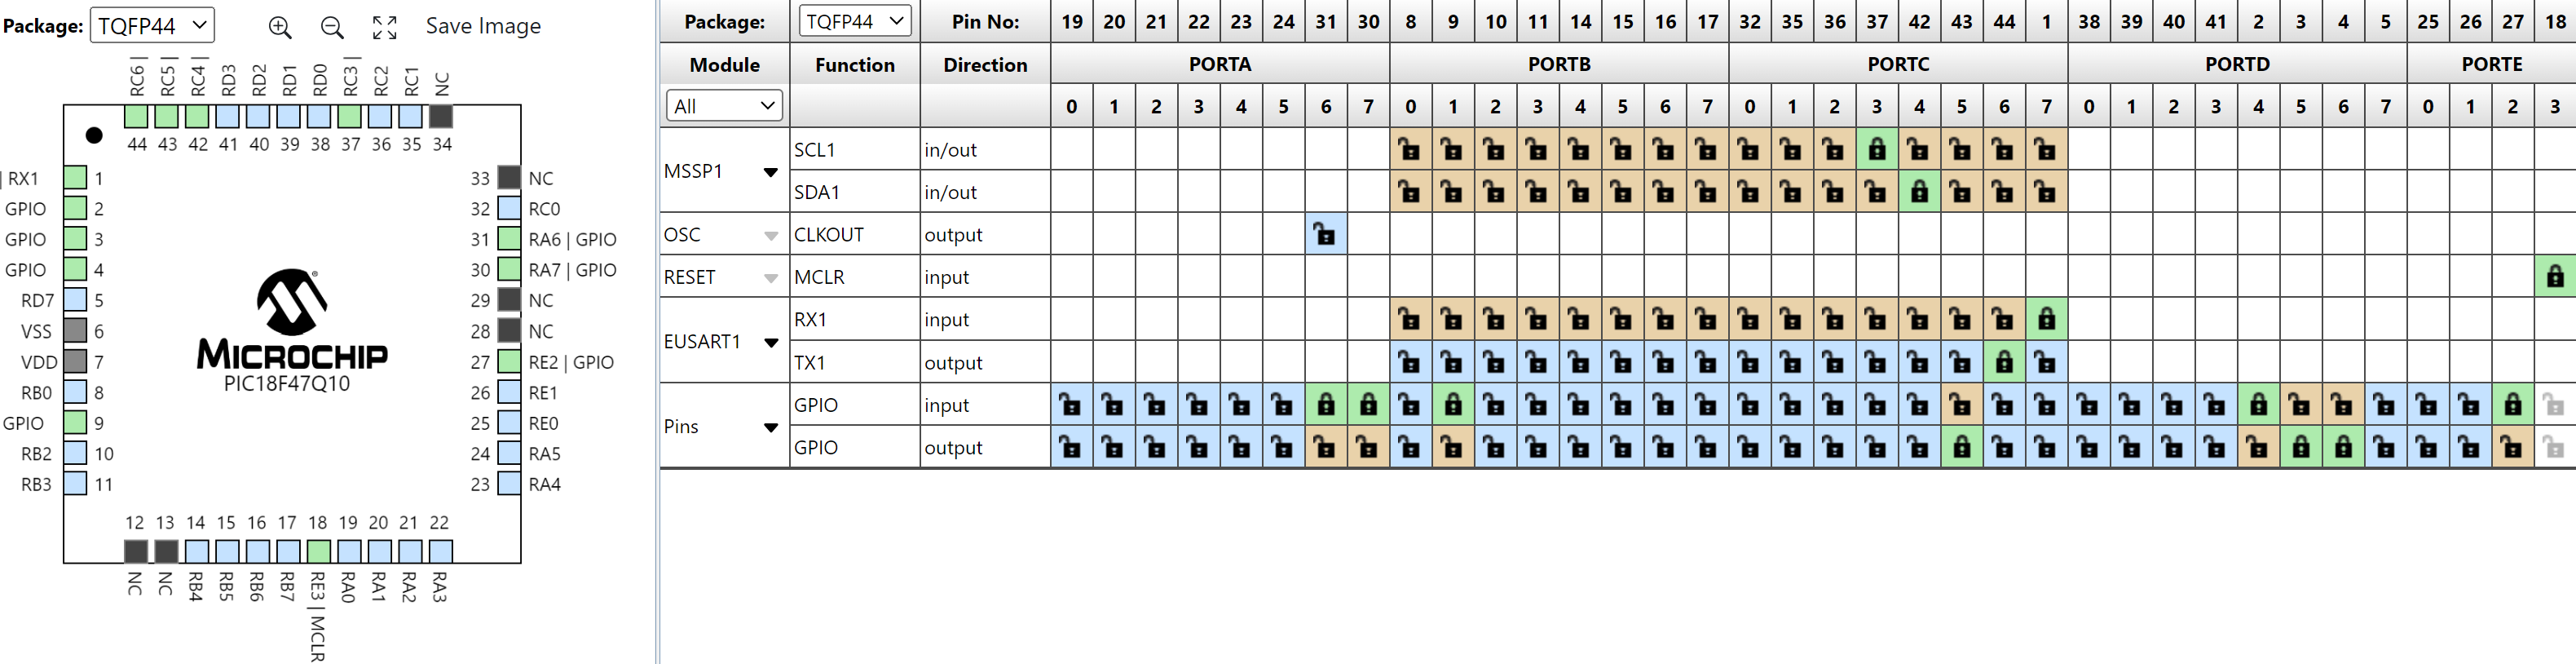 Package: TQFP44 Save Image
RC6 | RC5 | RC4 | RD3 RD2 RD1 RD0 RC3 | RC2 RC1 NC
44 43 42 41 40 39 38 37 36 35 34
| RX1 1 33 NC
GPIO 2 32 RC0
GPIO 3 31 RA6 | GPIO
GPIO 4 30 RA7 | GPIO
RD7 5 29 NC
VSS 6 28 NC
VDD 7 27 RE2 | GPIO
RB0 8 26 RE1
GPIO 9 25 RE0
RB2 10 24 RA5
RB3 11 23 RA4
MICROCHIP
PIC18F47Q10
12 13 14 15 16 17 18 19 20 21 22
NC NC RB4 RB5 RB6 RB7 RE3 | MCLR RA0 RA1 RA2 RA3
Package: TQFP44 Pin No: 19 20 21 22 23 24 31 30 8 9 10 11 14 15 16 17 32 35 36 37 42 43 44 1 38 39 40 41 2 3 4 5 25 26 27 18
Module Function Direction PORTA PORTB PORTC PORTD PORTE
All 0 1 2 3 4 5 6 7 0 1 2 3 4 5 6 7 0 1 2 3 4 5 6 7 0 1 2 3 4 5 6 7 0 1 2 3
MSSP1 SCL1 in/out
SDA1 in/out
OSC CLKOUT output
RESET MCLR input
EUSART1 RX1 input
TX1 output
Pins GPIO input
GPIO output